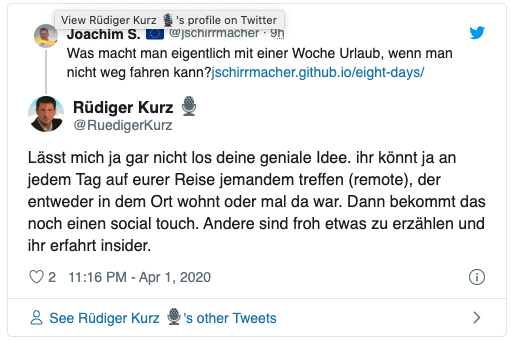 View Rüdiger Kurz 🎙's profile on Twitter
Joachim S. 🇪🇺 @jschirrmacher · 9h
Was macht man eigentlich mit einer Woche Urlaub, wenn man
nicht weg fahren kann?jschirrmacher.github.io/eight-days/
Rüdiger Kurz 🎙
@RuedigerKurz
Lässt mich ja gar nicht los deine geniale Idee. ihr könnt ja an
jedem Tag auf eurer Reise jemandem treffen (remote), der
entweder in dem Ort wohnt oder mal da war. Dann bekommt das
noch einen social touch. Andere sind froh etwas zu erzählen und
ihr erfahrt insider.
2 11:16 PM - Apr 1, 2020
See Rüdiger Kurz 🎙's other Tweets